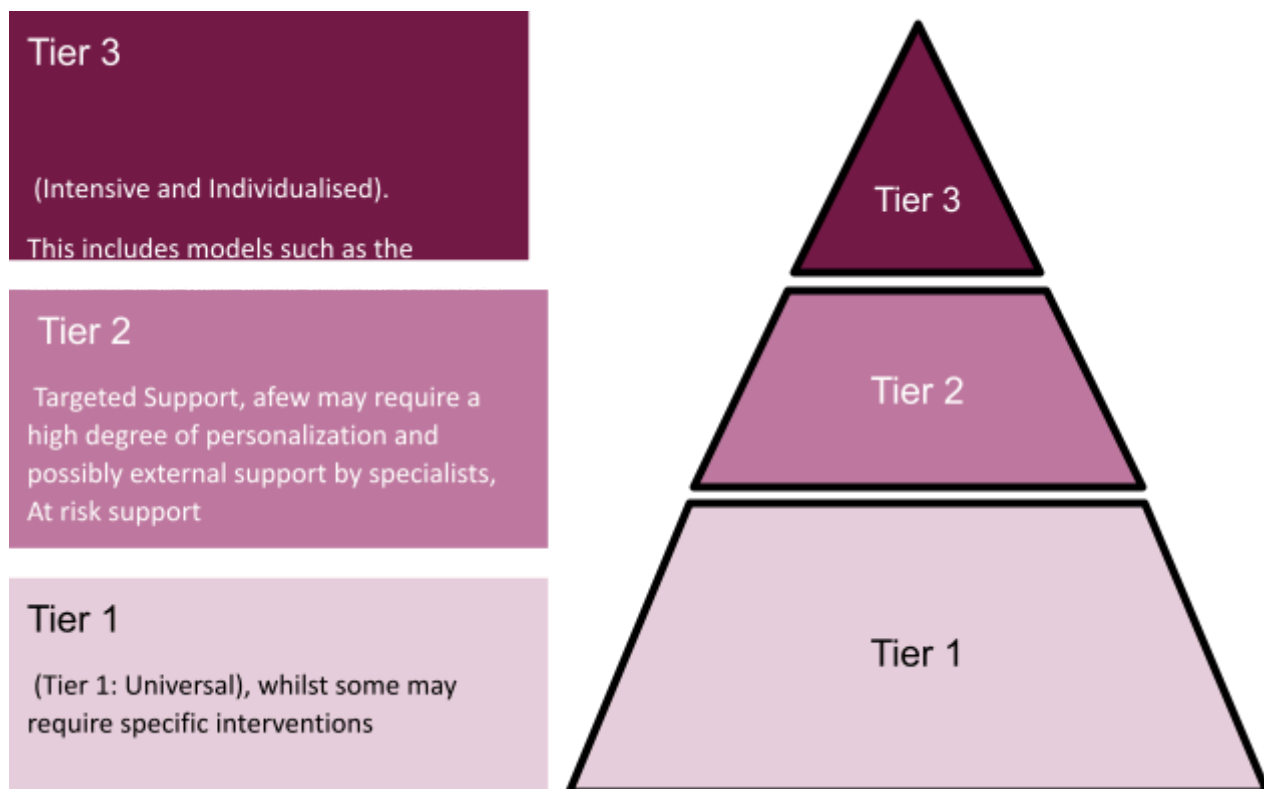 Tier 3
(Intensive and Individualised).
This includes models such as the
Tier 2
Targeted Support, afew may require a
high degree of personalization and
possibly external support by specialists,
At risk support
Tier 1
(Tier 1: Universal), whilst some may
require specific interventions
Tier 3
Tier 2
Tier 1